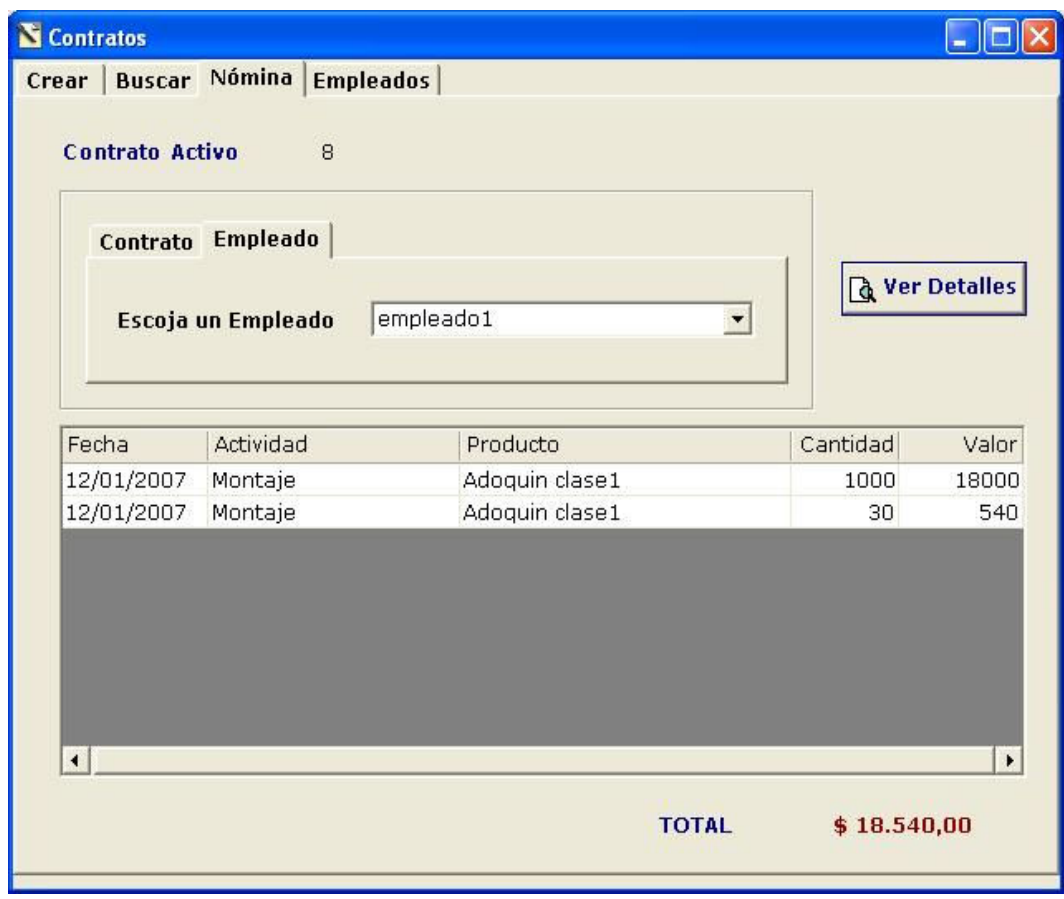 Contratos
Crear Buscar Nómina Empleados
Contrato Activo 8
Contrato Empleado
Ver Detalles
Escoja un Empleado empleado1
Fecha Actividad Producto Cantidad Valor
12/01/2007 Montaje Adoquin clase1 1000 18000
12/01/2007 Montaje Adoquin clase1 30 540
TOTAL $ 18.540,00